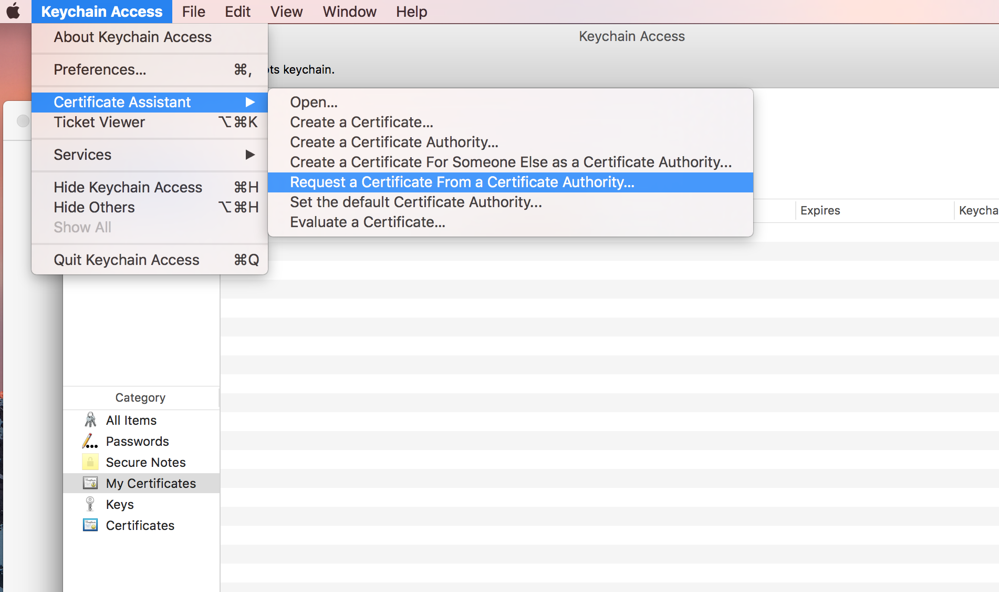 Keychain Access File Edit View Window Help
About Keychain Access
Preferences... ⌘,
Certificate Assistant ▶
Ticket Viewer ⌥⌘K
Services ▶
Hide Keychain Access ⌘H
Hide Others ⌥⌘H
Show All
Quit Keychain Access ⌘Q
Keychain Access
ts keychain.
Open...
Create a Certificate...
Create a Certificate Authority...
Create a Certificate For Someone Else as a Certificate Authority...
Request a Certificate From a Certificate Authority...
Set the default Certificate Authority...
Evaluate a Certificate...
Expires Keycha
Category
All Items
Passwords
Secure Notes
My Certificates
Keys
Certificates